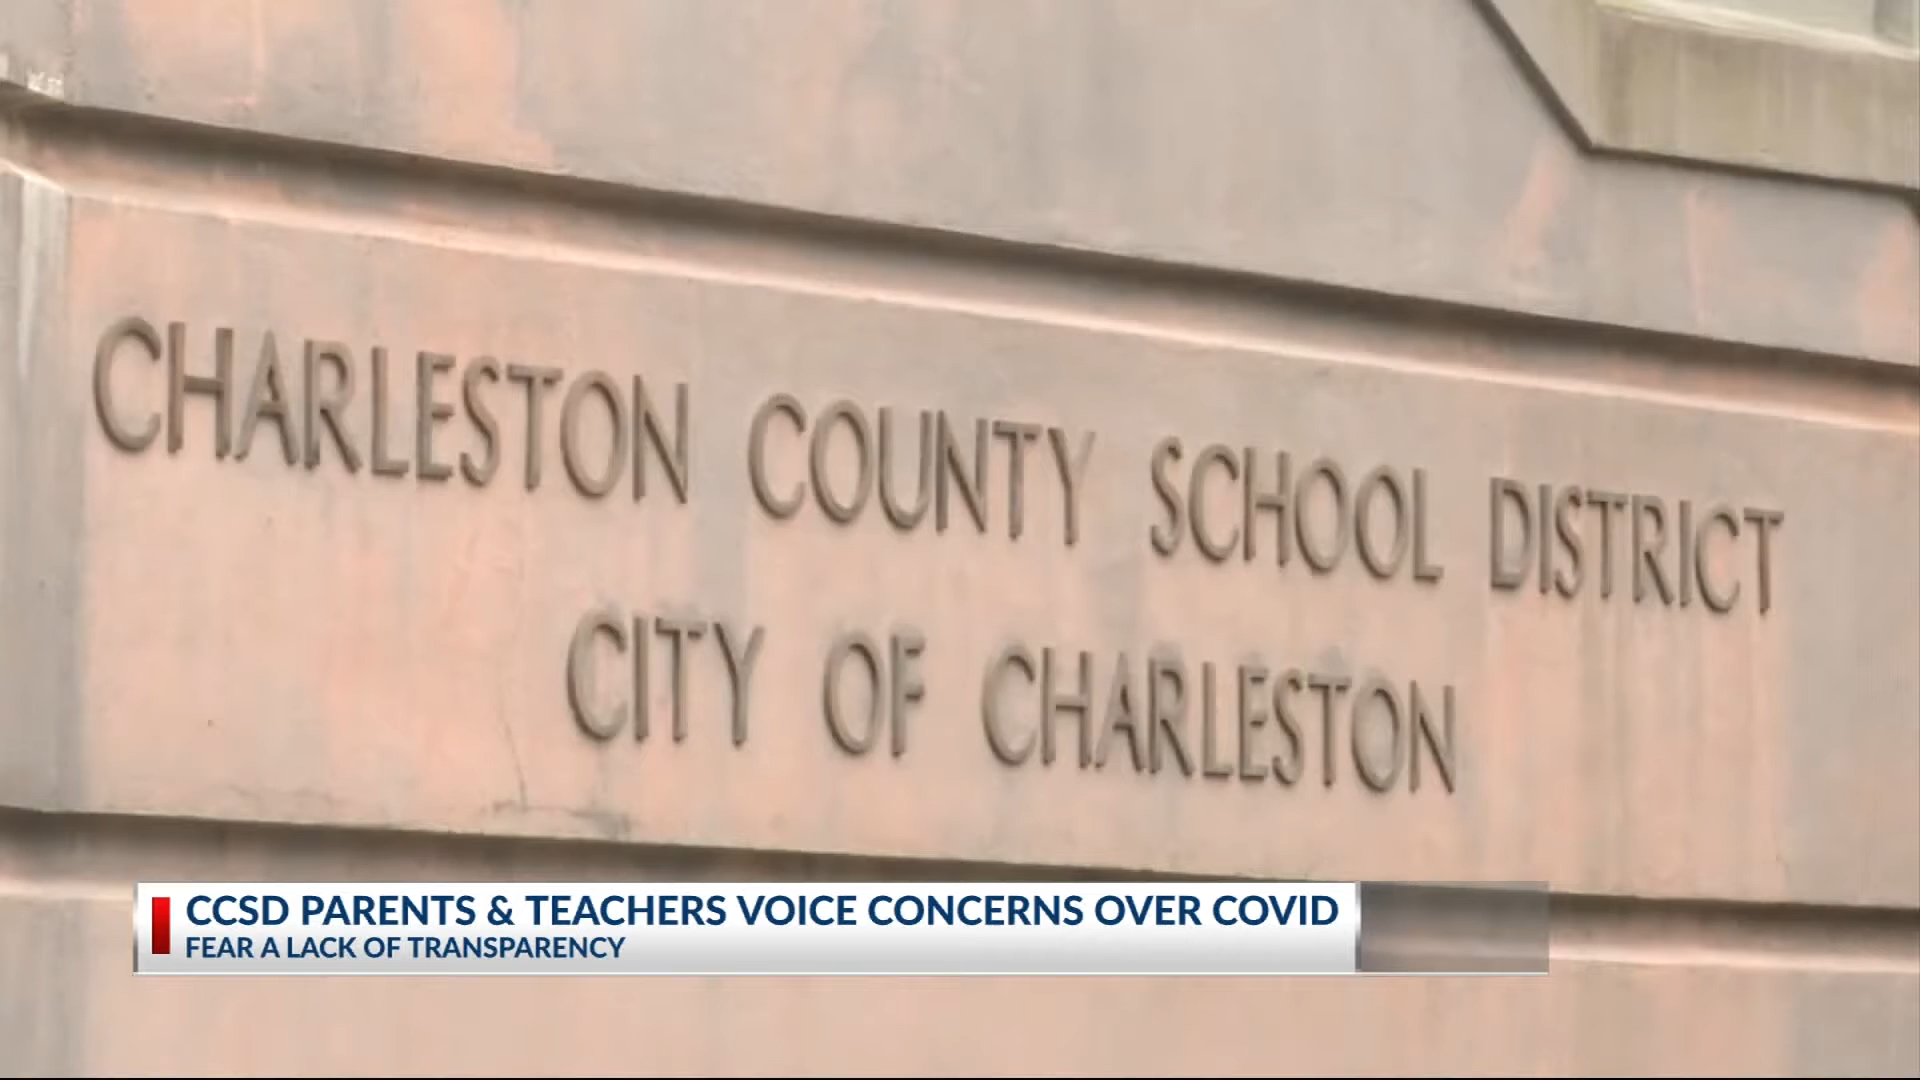 CHARLESTON COUNTY SCHOOL DISTRICT
CITY OF CHARLESTON
CCSD PARENTS & TEACHERS VOICE CONCERNS OVER COVID
FEAR A LACK OF TRANSPARENCY